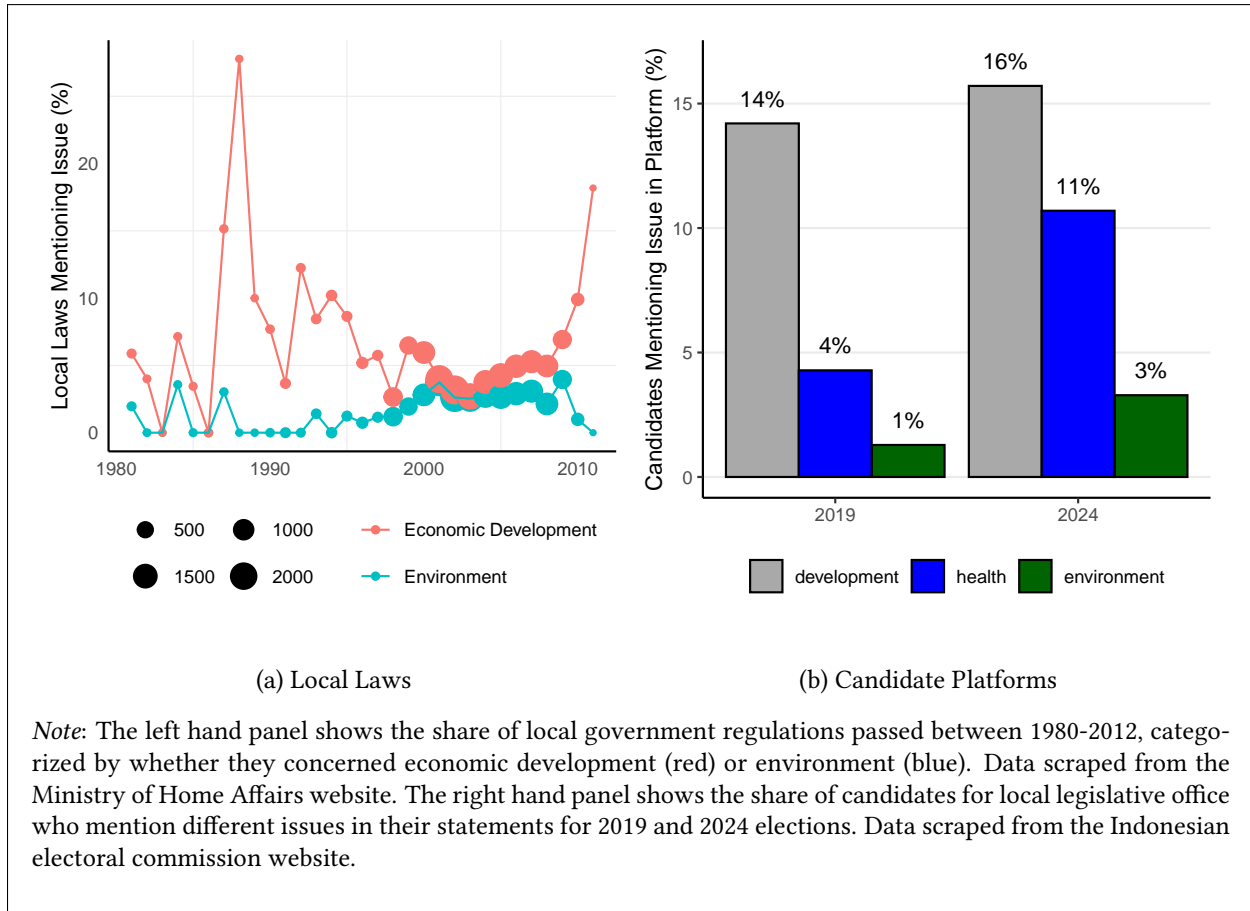 Local Laws Mentioning Issue (%)
20
10
0
1980
1990
2000
2010
500
1000
Economic Development
1500
2000
Environment
(a) Local Laws
Candidates Mentioning Issue in Platform (%)
15
10
5
0
14%
4%
1%
16%
11%
3%
2019
2024
development
health
environment
(b) Candidate Platforms
Note: The left hand panel shows the share of local government regulations passed between 1980-2012, catego-
rized by whether they concerned economic development (red) or environment (blue). Data scraped from the
Ministry of Home Affairs website. The right hand panel shows the share of candidates for local legislative office
who mention different issues in their statements for 2019 and 2024 elections. Data scraped from the Indonesian
electoral commission website.